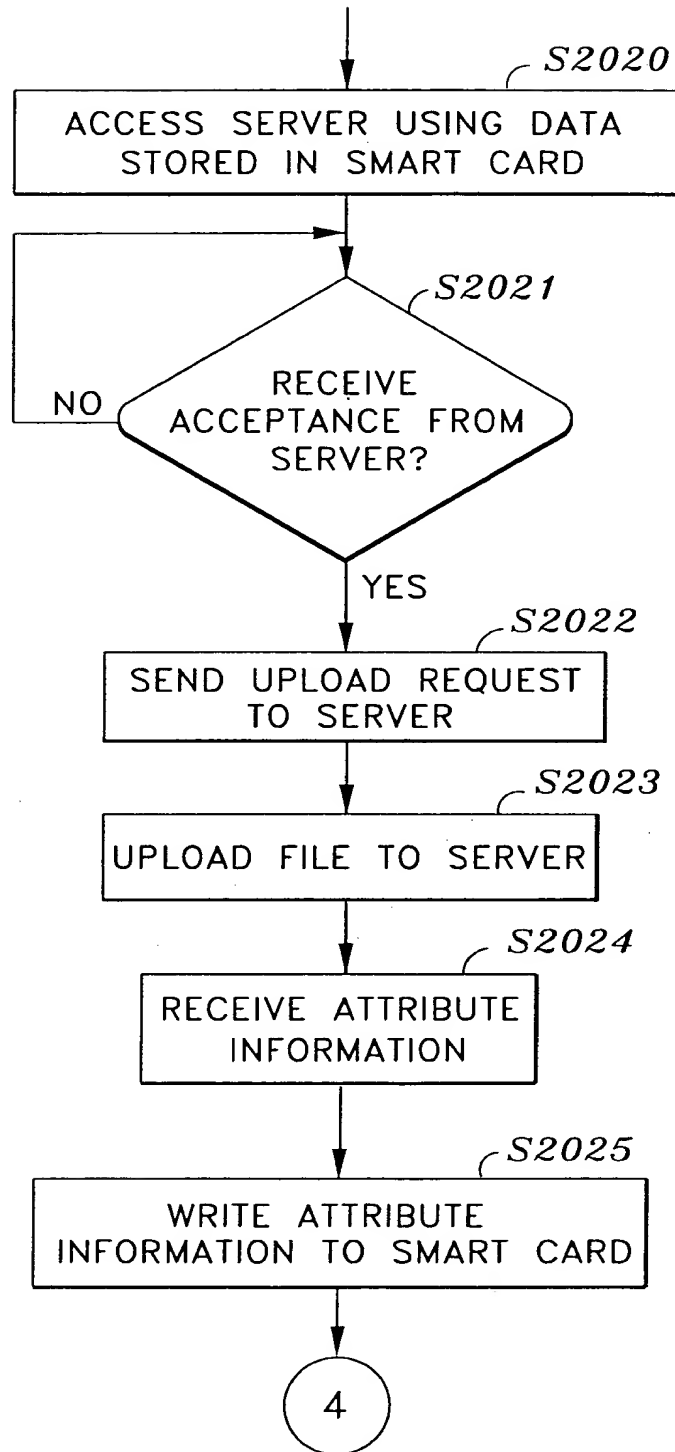 S2020
ACCESS SERVER USING DATA
STORED IN SMART CARD
S2021
RECEIVE
ACCEPTANCE FROM
SERVER?
NO
YES
S2022
SEND UPLOAD REQUEST
TO SERVER
S2023
UPLOAD FILE TO SERVER
S2024
RECEIVE ATTRIBUTE
INFORMATION
S2025
WRITE ATTRIBUTE
INFORMATION TO SMART CARD
4